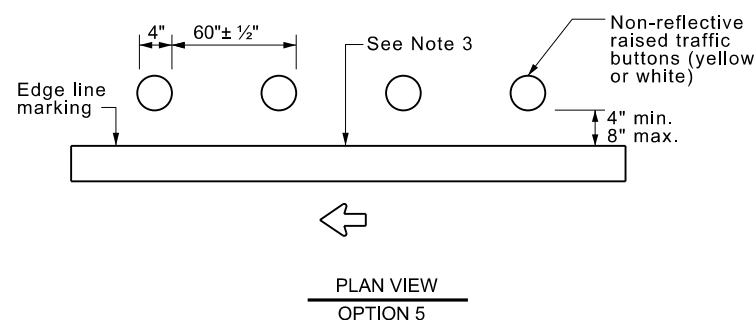 4"
60"± ½"
See Note 3
Non-reflective
raised traffic
buttons (yellow
or white)
Edge line
marking
4" min.
8" max.
PLAN VIEW
OPTION 5